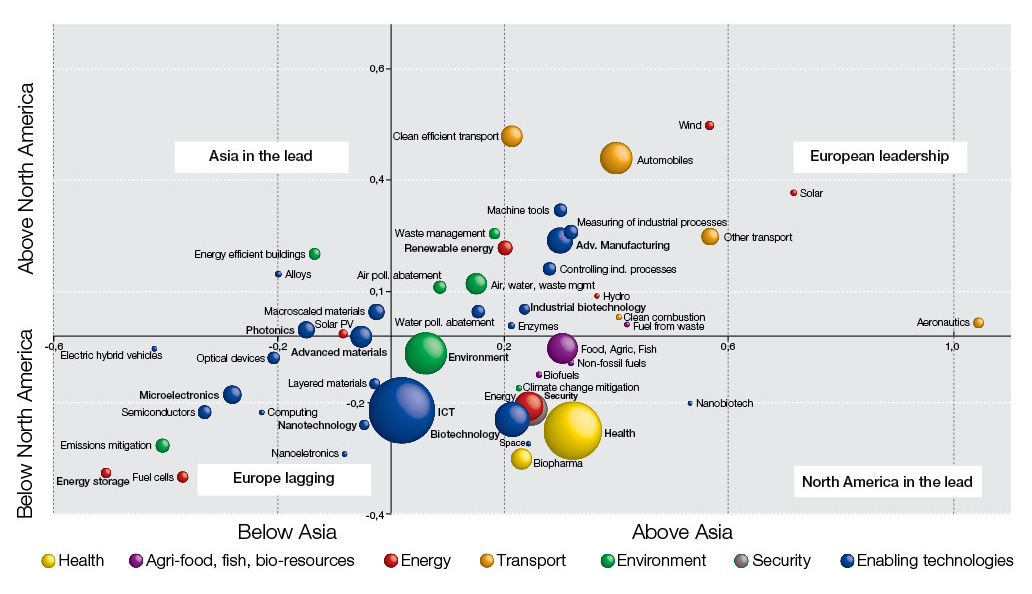 Above North America
Below North America
0,6
Wind
Clean efficient transport
Automobiles
Asia in the lead
European leadership
0,4
Solar
Machine tools
Measuring of industrial processes
Waste management
Other transport
Renewable energy
Adv. Manufacturing
Energy efficient buildings
Alloys
Air poll. abatement
Controlling ind. processes
Air, water, waste mgmt
0,1
Hydro
Macroscaled materials
Industrial biotechnology
Clean combustion
Water poll. abatement
Solar PV
Photonics
Enzymes
Fuel from waste
Aeronautics
-0,6
-0,2
0,2
0,6
1,0
Electric hybrid vehicles
Advanced materials
Food, Agric, Fish
Optical devices
Environment
Non-fossil fuels
Biofuels
Layered materials
Climate change mitigation
Microelectronics
Energy
Security
-0,2
Nanobiotech
Semiconductors
Computing
ICT
Nanotechnology
Biotechnology
Health
Emissions mitigation
Space
Nanoeletronics
Biopharma
Energy storage
Fuel cells
Europe lagging
North America in the lead
-0,4
Below Asia
Above Asia
Health
Agri-food, fish, bio-resources
Energy
Transport
Environment
Security
Enabling technologies